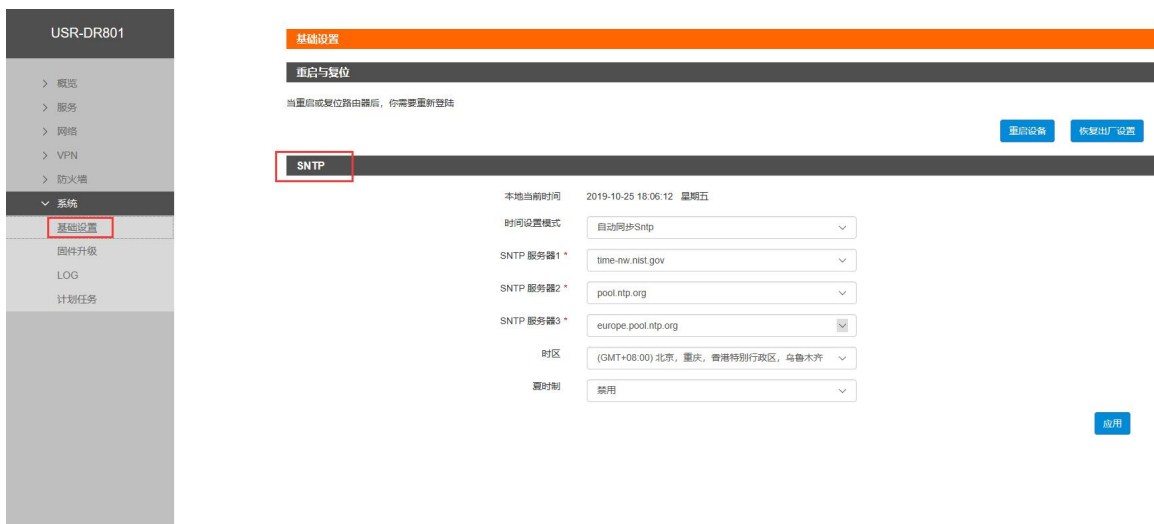 USR-DR801
概览
服务
网络
VPN
防火墙
系统
基础设置
固件升级
LOG
计划任务
基础设置
重启与复位
当重启或复位路由器后，你需要重新登陆
重启设备 恢复出厂设置
SNTP
本地当前时间 2019-10-25 18:06:12 星期五
时间设置模式 自动同步Sntp
SNTP 服务器1 * time-nw.nist.gov
SNTP 服务器2 * pool.ntp.org
SNTP 服务器3 * europe.pool.ntp.org
时区 (GMT+08:00) 北京，重庆，香港特别行政区，乌鲁木齐
夏时制 禁用
应用